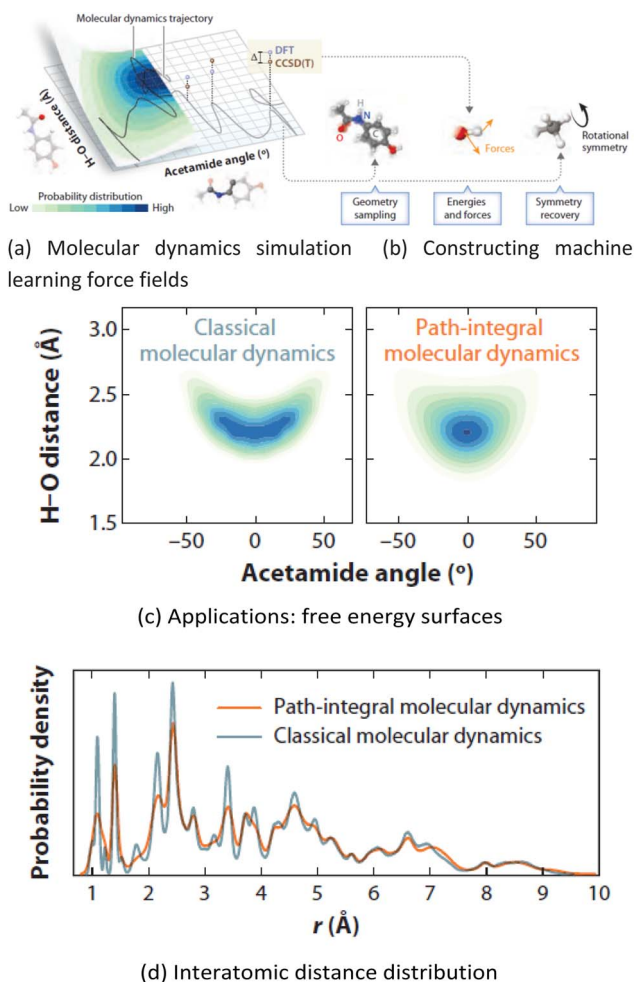 Molecular dynamics trajectory
Δ
DFT
CCSD(T)
H–O distance (Å)
Acetamide angle (º)
Probability distribution
Low
High
H
N
O
C
Forces
Rotational
symmetry
Geometry
sampling
Energies
and forces
Symmetry
recovery
(a) Molecular dynamics simulation
learning force fields
(b) Constructing machine
Classical
molecular dynamics
Path-integral
molecular dynamics
H–O distance (Å)
3.0
2.5
2.0
1.5
–50 0 50
–50 0 50
Acetamide angle (º)
(c) Applications: free energy surfaces
Path-integral molecular dynamics
Classical molecular dynamics
Probability density
1 2 3 4 5 6 7 8 9 10
r (Å)
(d) Interatomic distance distribution